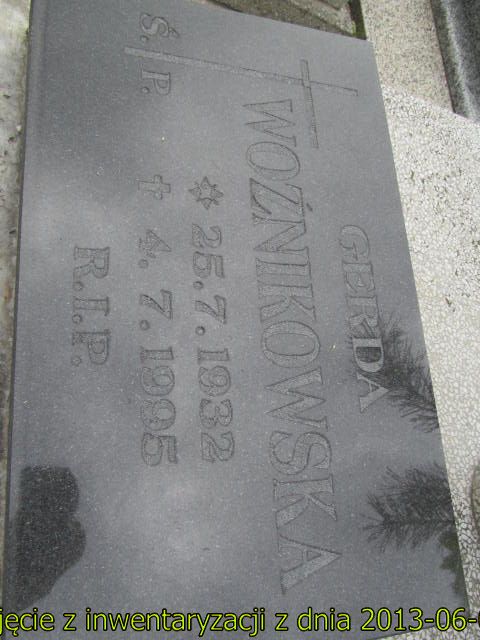 Ś. P.
GERDA
WOŹNIKOWSKA
✡ 25.7.1932
✝ 4.7.1995
R.I.P.
jęcie z inwentaryzacji z dnia 2013-06-